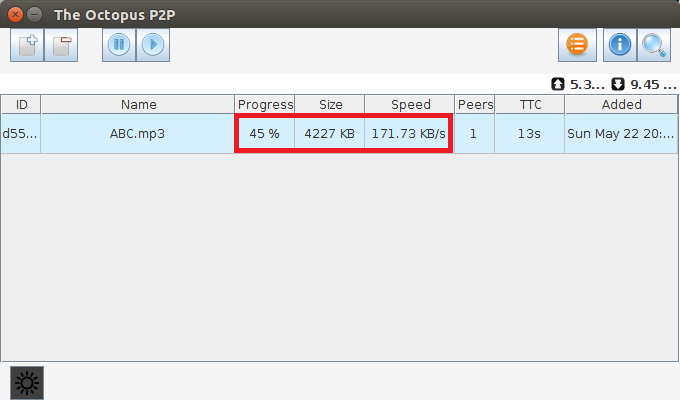 The Octopus P2P
5.3... 9.45 ...
ID Name Progress Size Speed Peers TTC Added
d55... ABC.mp3 45 % 4227 KB 171.73 KB/s 1 13s Sun May 22 20:...